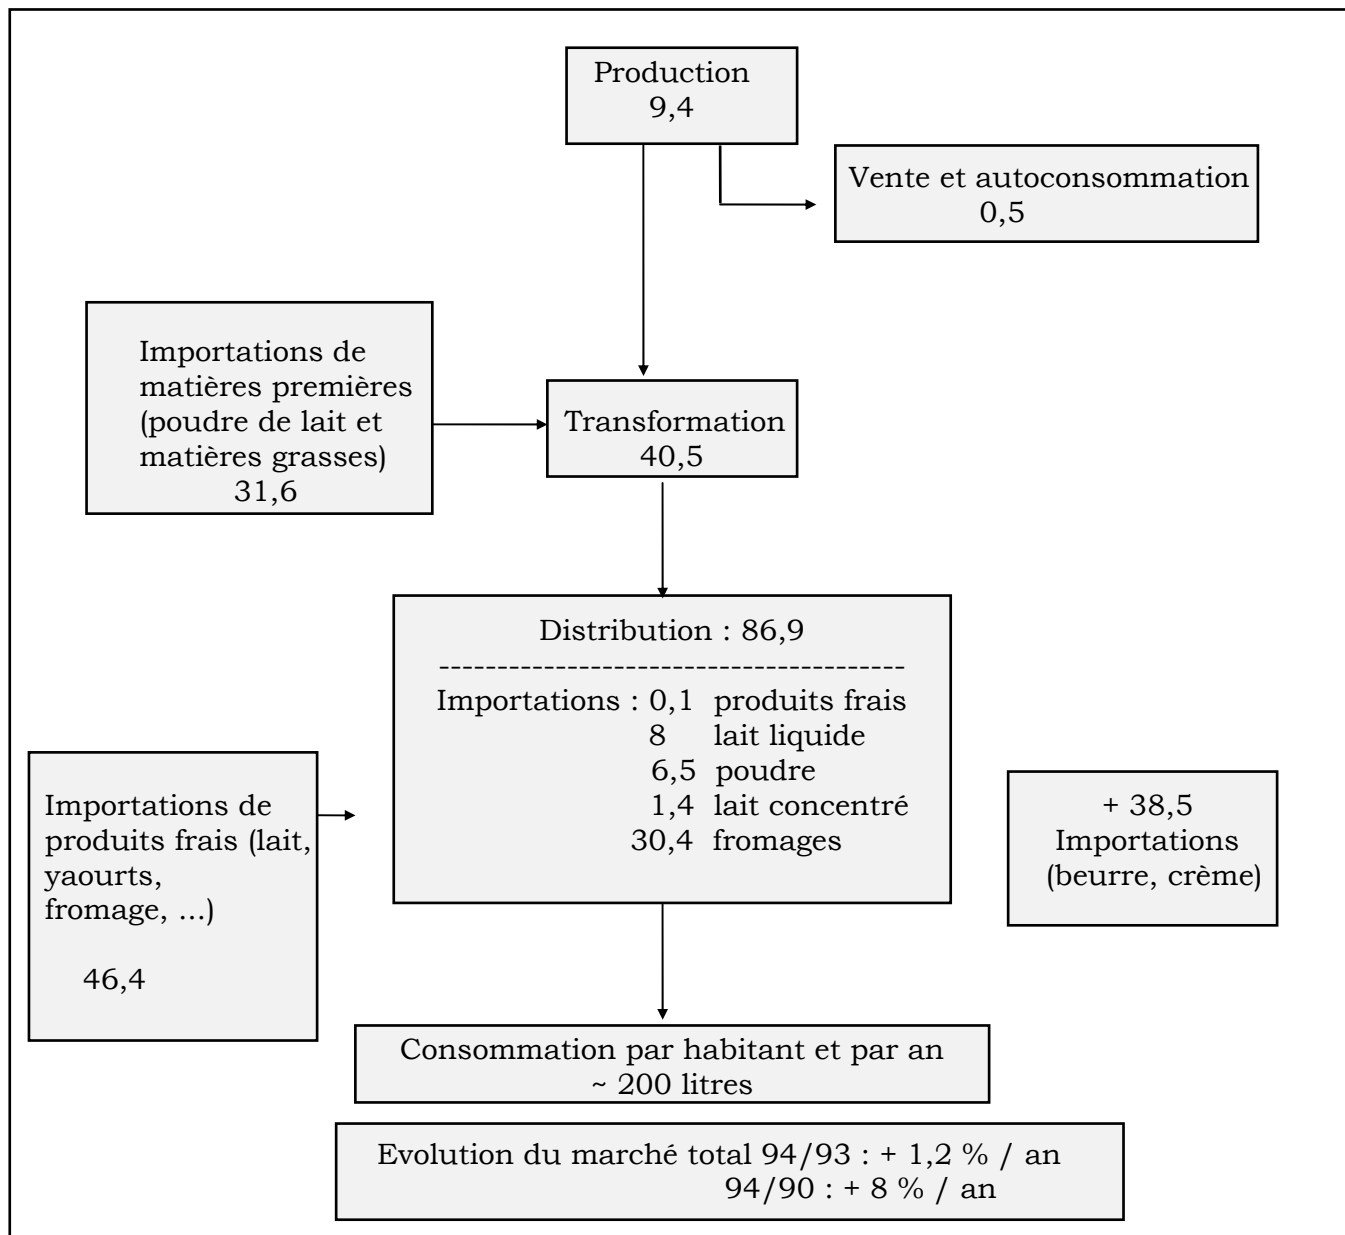 Production
9,4
Vente et autoconsommation
0,5
Importations de
matières premières
(poudre de lait et
matières grasses)
31,6
Transformation
40,5
Distribution : 86,9
----------------------------------------
Importations : 0,1 produits frais
8 lait liquide
6,5 poudre
1,4 lait concentré
30,4 fromages
Importations de
produits frais (lait,
yaourts,
fromage, ...)
46,4
+ 38,5
Importations
(beurre, crème)
Consommation par habitant et par an
~ 200 litres
Evolution du marché total 94/93 : + 1,2 % / an
94/90 : + 8 % / an